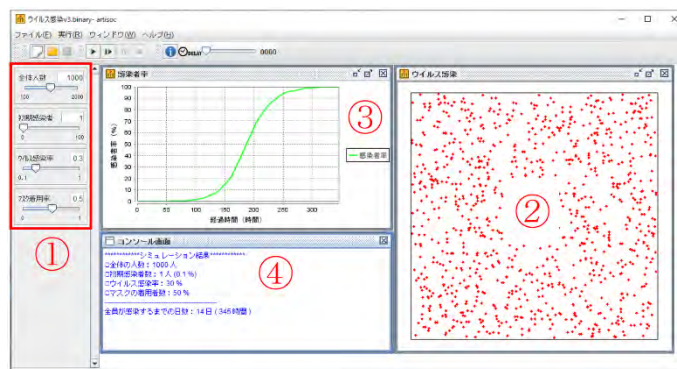 ウイルス感染v3.binary- artisoc
ファイル(F) 実行(R) ウィンドウ(W) ヘルプ(H)
DELAY 0000
全体人数 1000
100 2000
初期感染者 1
0 100
ウイルス感染率 0.3
0.1 1
マスク着用率 0.5
0 1
①
感染者率
100
90
80
70
60
50
40
30
20
10
0
感染者率 (%)
0 50 100 150 200 250 300
経過時間 (時間)
感染者率
③
コンソール画面
************シミュレーション結果************
□全体の人数：1000 人
□初期感染者数：1 人 (0.1 %)
□ウイルス感染率：30 %
□マスクの着用者数：50 %
全員が感染するまでの日数：14 日 ( 345時間 )
④
ウイルス感染
②